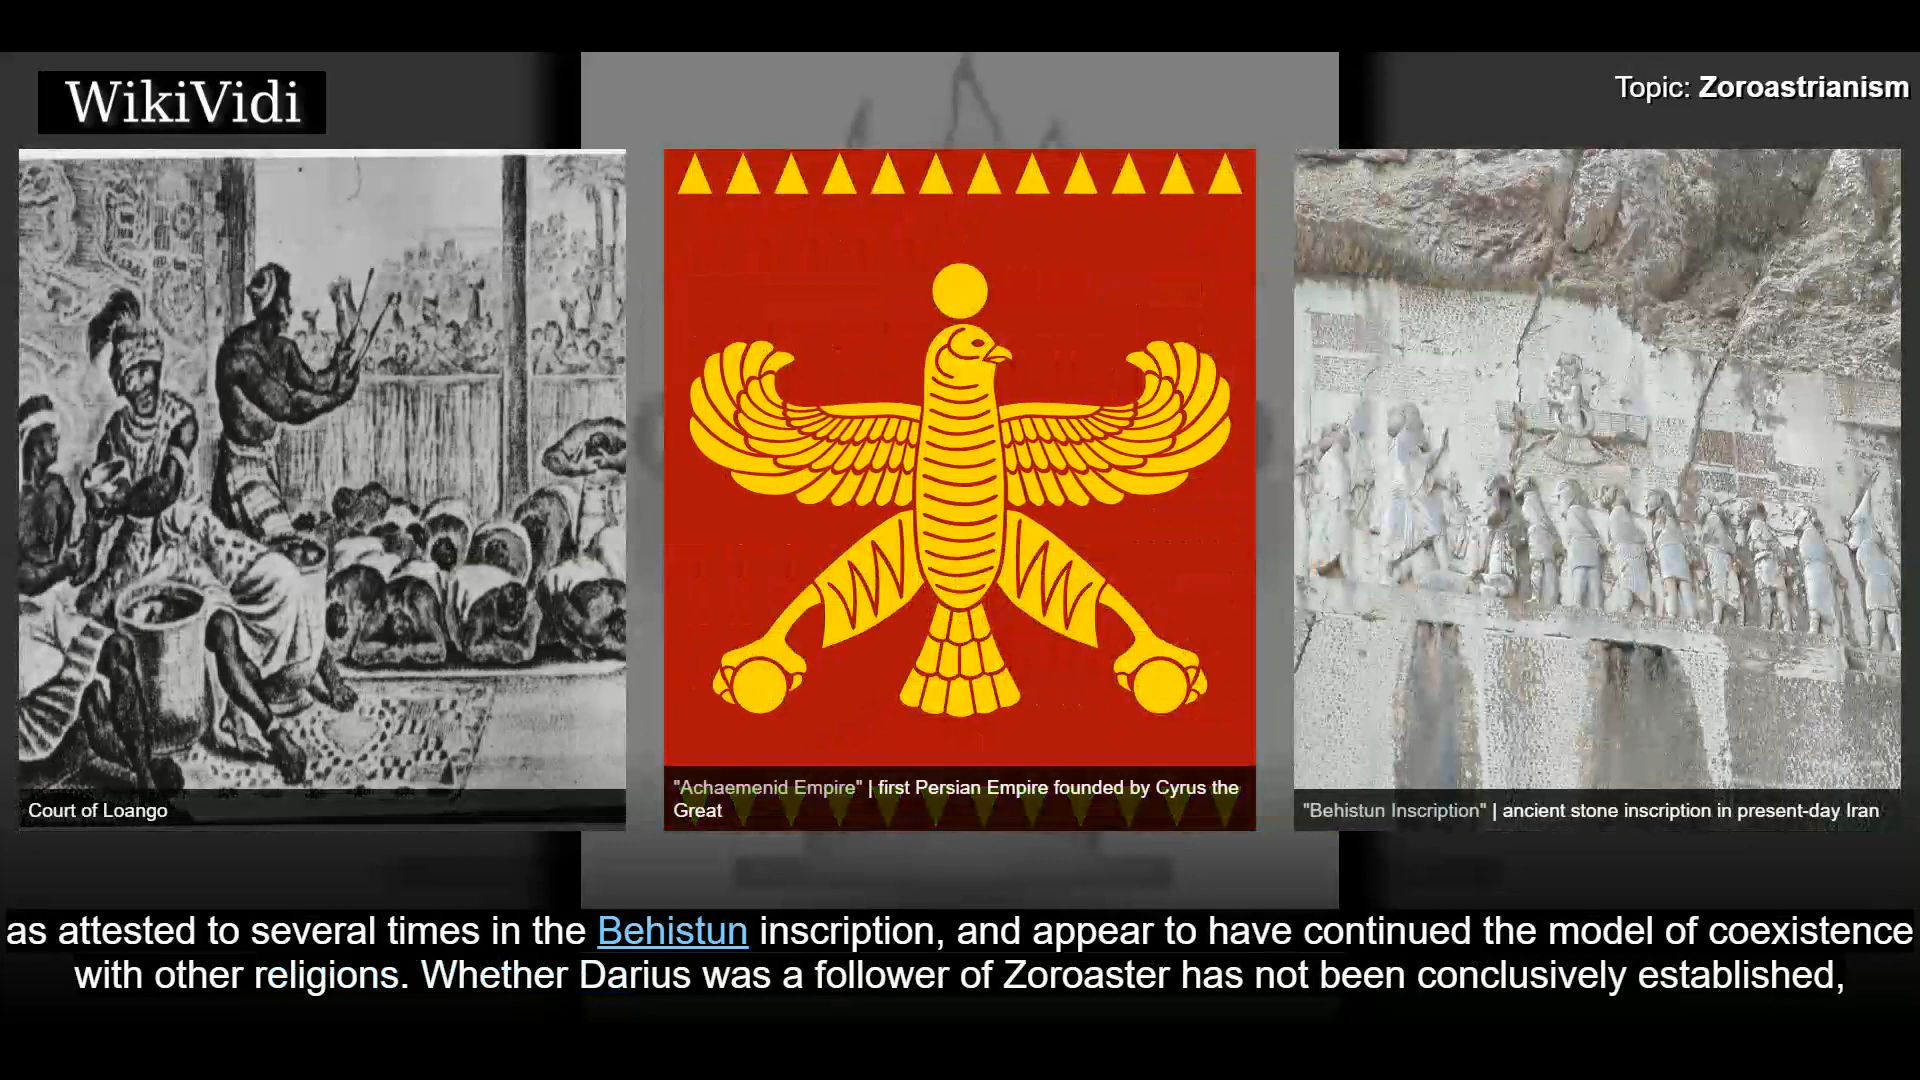 WikiVidi
Topic: Zoroastrianism
Court of Loango
"Achaemenid Empire" | first Persian Empire founded by Cyrus the
Great
"Behistun Inscription" | ancient stone inscription in present-day Iran
as attested to several times in the Behistun inscription, and appear to have continued the model of coexistence
with other religions. Whether Darius was a follower of Zoroaster has not been conclusively established,